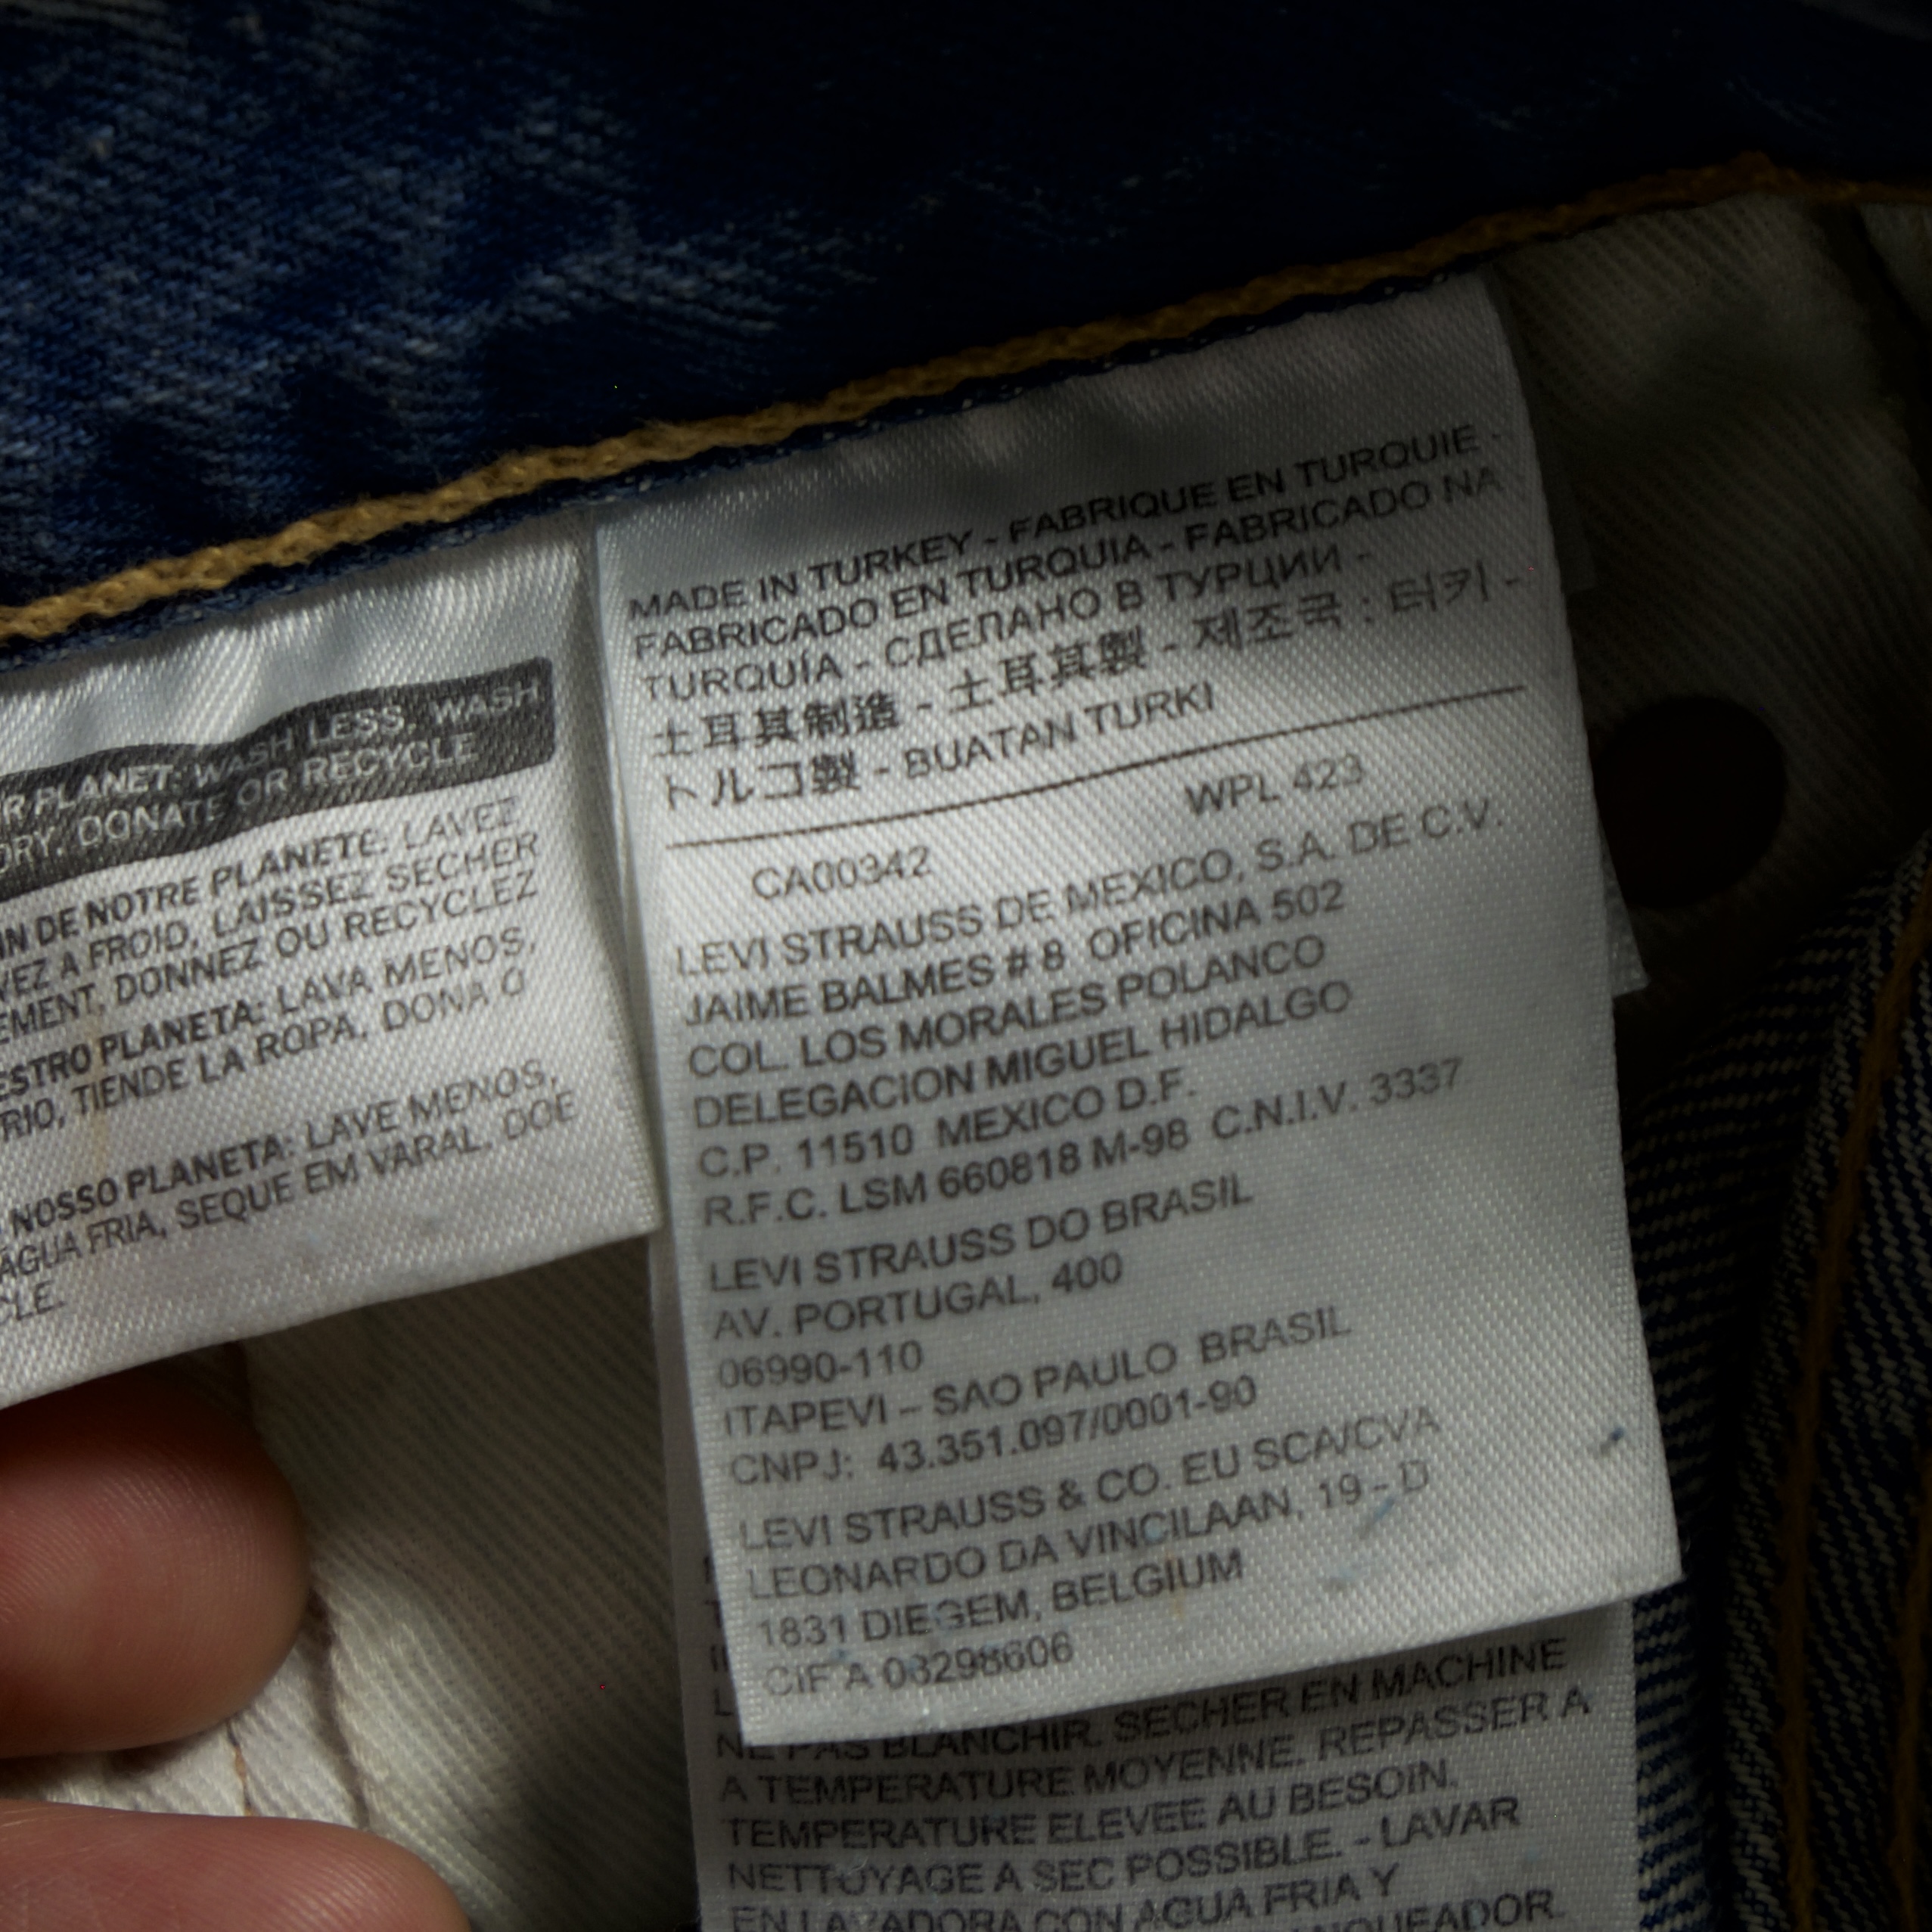 R PLANET: WASH LESS, WASH
DRY, DONATE OR RECYCLE
IN DE NOTRE PLANETE: LAVEZ
VEZ A FROID, LAISSEZ SECHER
EMENT, DONNEZ OU RECYCLEZ
ESTRO PLANETA: LAVA MENOS,
RIO, TIENDE LA ROPA, DONA O
NOSSO PLANETA: LAVE MENOS,
AGUA FRIA, SEQUE EM VARAL, DOE
CLE.
MADE IN TURKEY - FABRIQUE EN TURQUIE -
FABRICADO EN TURQUIA - FABRICADO NA
TURQUÍA - СДЕЛАНО В ТУРЦИИ -
土耳其制造 - 土耳其製 - 제조국 : 터키 -
トルコ製 - BUATAN TURKI
CA00342 WPL 423
LEVI STRAUSS DE MEXICO, S.A. DE C.V.
JAIME BALMES # 8 OFICINA 502
COL. LOS MORALES POLANCO
DELEGACION MIGUEL HIDALGO
C.P. 11510 MEXICO D.F.
R.F.C. LSM 660818 M-98 C.N.I.V. 3337
LEVI STRAUSS DO BRASIL
AV. PORTUGAL, 400
06990-110
ITAPEVI – SAO PAULO BRASIL
CNPJ: 43.351.097/0001-90
LEVI STRAUSS & CO. EU SCA/CVA
LEONARDO DA VINCILAAN, 19 - D
1831 DIEGEM, BELGIUM
CIF A 08298606
NE PAS BLANCHIR. SECHER EN MACHINE
A TEMPERATURE MOYENNE. REPASSER A
TEMPERATURE ELEVEE AU BESOIN.
NETTOYAGE A SEC POSSIBLE. - LAVAR
EN LAVADORA CON AGUA FRIA Y